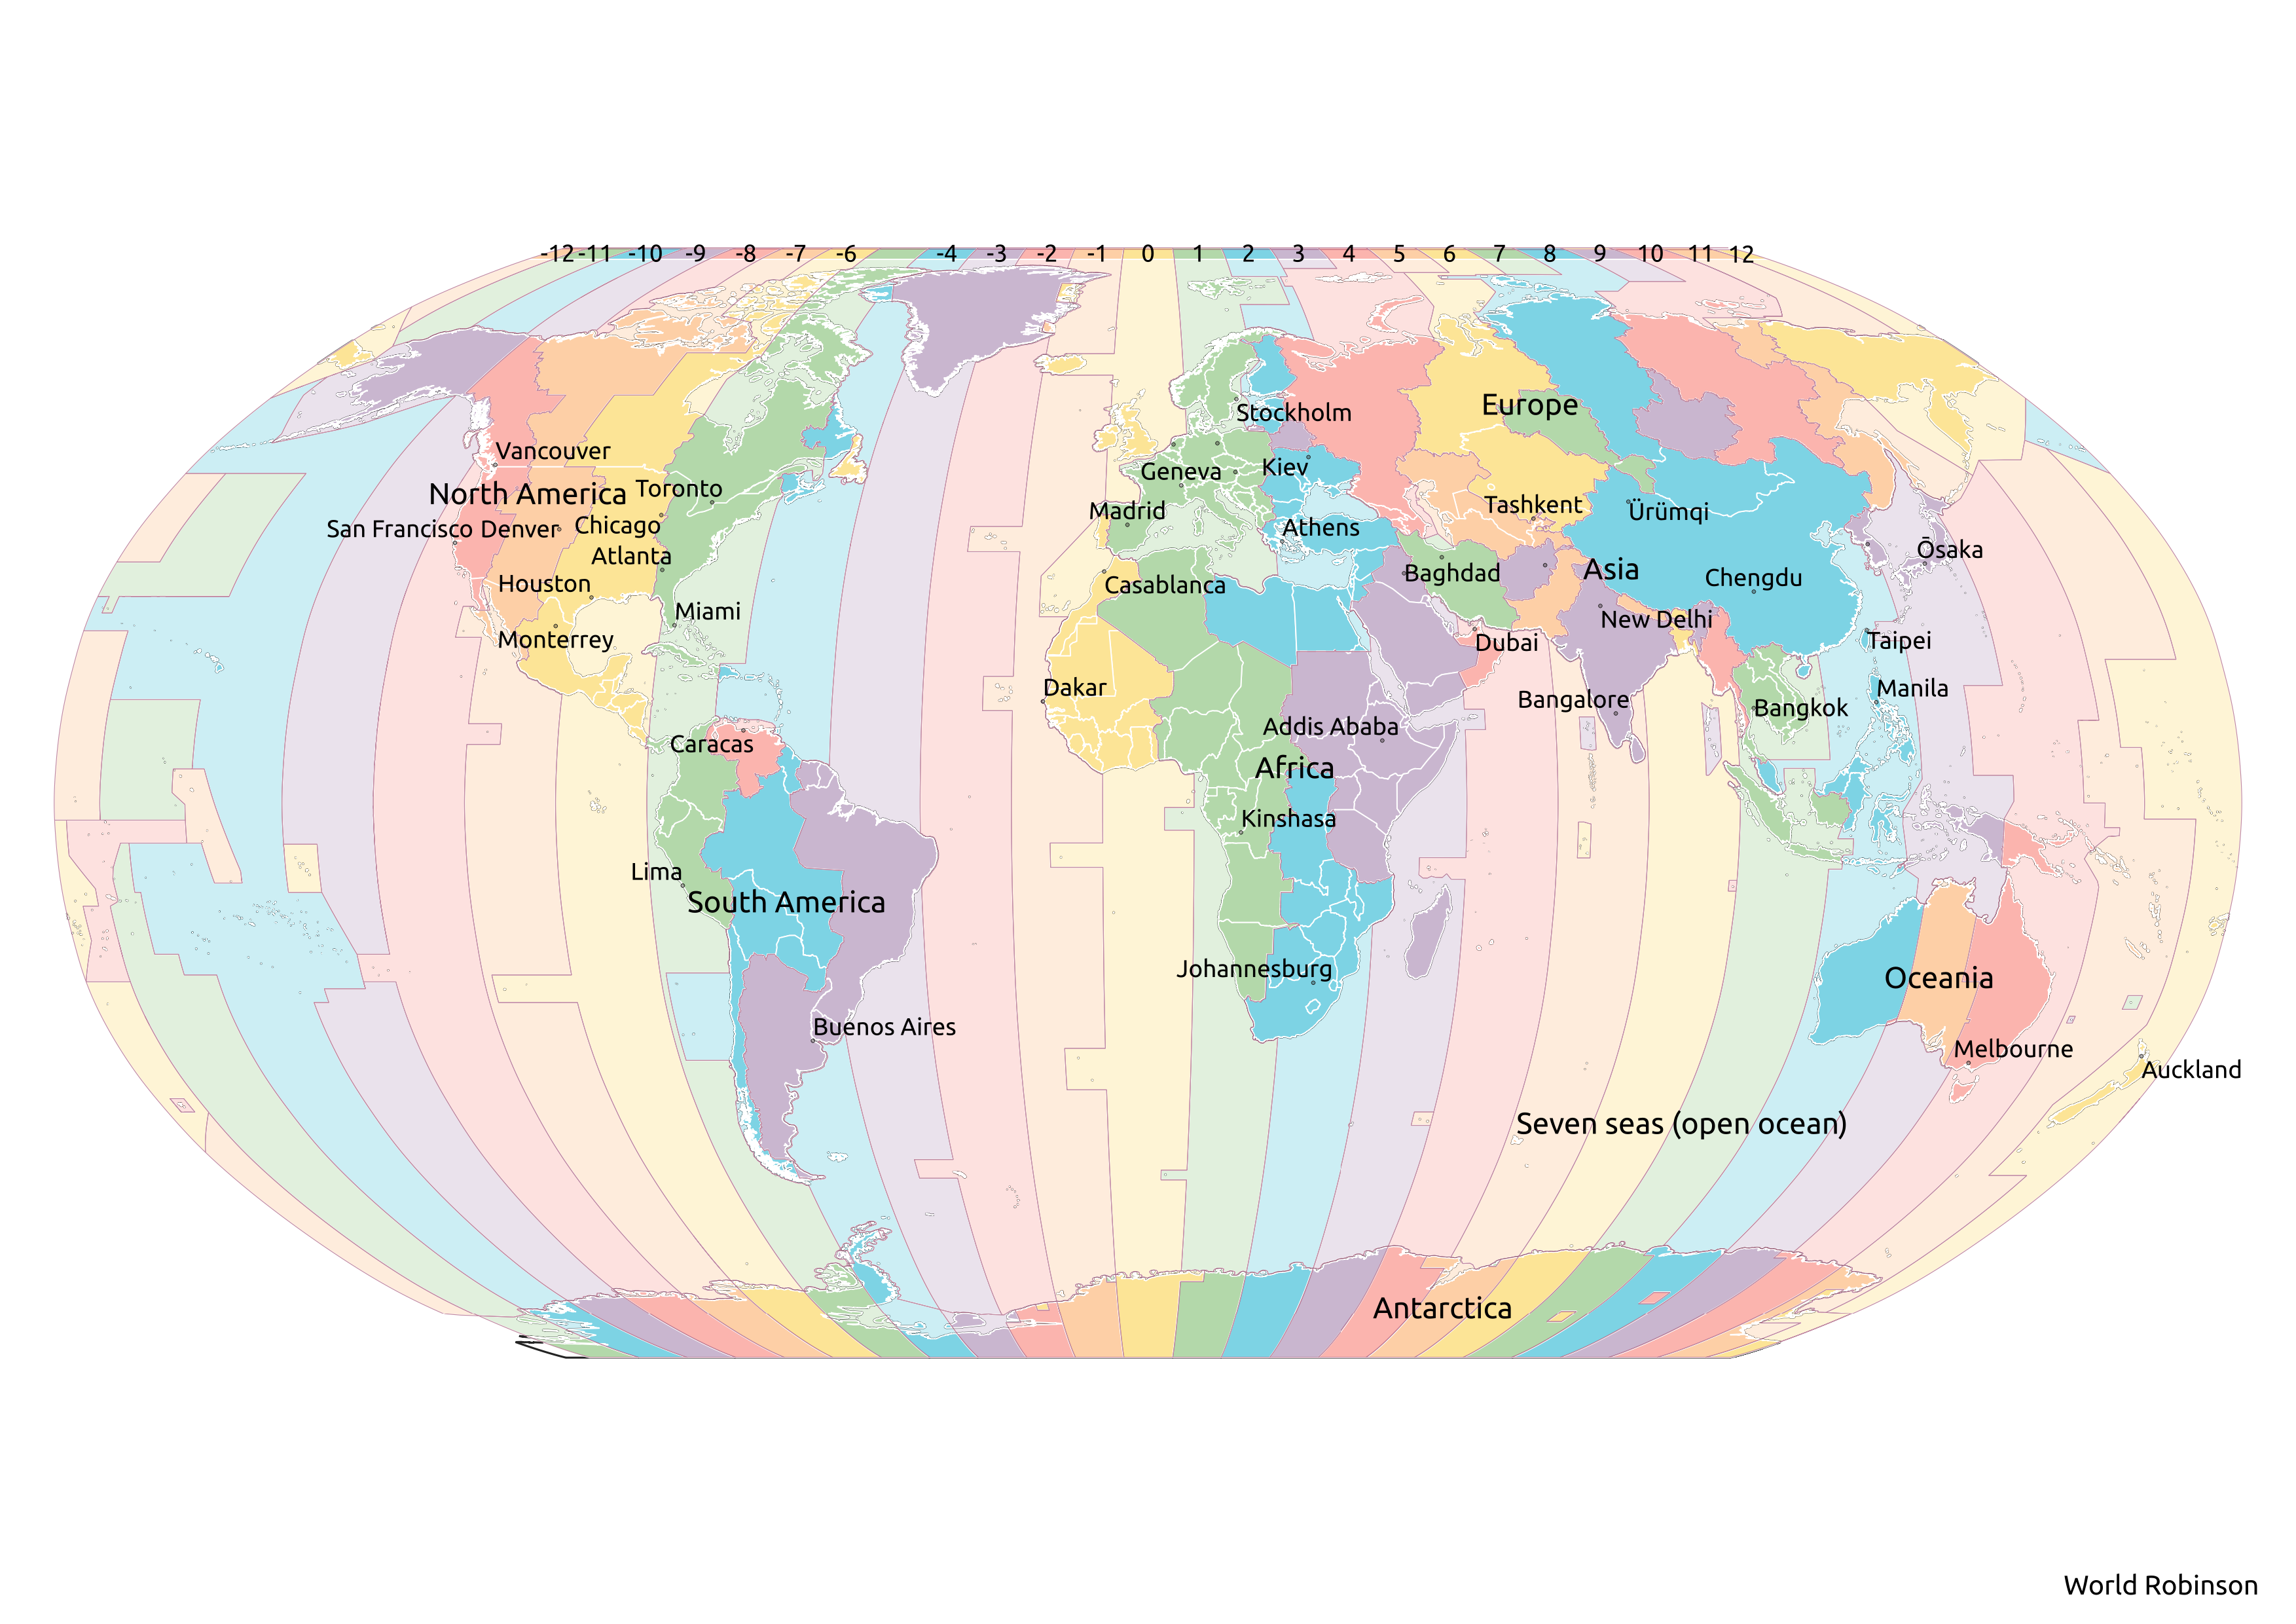 -12 -11 -10 -9 -8 -7 -6 -4 -3 -2 -1 0 1 2 3 4 5 6 7 8 9 10 11 12
Europe
Stockholm
Vancouver
Geneva
Kiev
North America
Toronto
Madrid
Tashkent
Ürümqi
San Francisco
Denver
Chicago
Athens
Ōsaka
Atlanta
Baghdad
Asia
Houston
Casablanca
Chengdu
Miami
New Delhi
Monterrey
Dubai
Taipei
Dakar
Manila
Bangalore
Bangkok
Caracas
Addis Ababa
Africa
Kinshasa
Lima
South America
Johannesburg
Oceania
Buenos Aires
Melbourne
Auckland
Seven seas (open ocean)
Antarctica
World Robinson